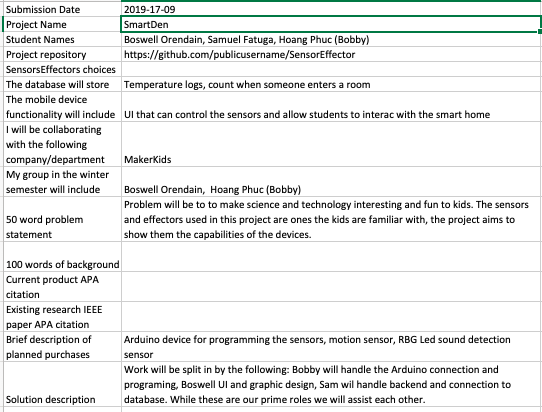 Submission Date 2019-17-09
Project Name SmartDen
Student Names Boswell Orendain, Samuel Fatuga, Hoang Phuc (Bobby)
Project repository https://github.com/publicusername/SensorEffector
SensorsEffectors choices
The database will store Temperature logs, count when someone enters a room
The mobile device
functionality will include UI that can control the sensors and allow students to interac with the smart home
I will be collaborating
with the following
company/department MakerKids
My group in the winter
semester will include Boswell Orendain, Hoang Phuc (Bobby)
50 word problem
statement
Problem will be to to make science and technology interesting and fun to kids. The sensors
and effectors used in this project are ones the kids are familiar with, the project aims to
show them the capabilities of the devices.
100 words of background
Current product APA
citation
Existing research IEEE
paper APA citation
Brief description of
planned purchases
Arduino device for programming the sensors, motion sensor, RBG Led sound detection
sensor
Solution description
Work will be split in by the following: Bobby will handle the Arduino connection and
programing, Boswell UI and graphic design, Sam wil handle backend and connection to
database. While these are our prime roles we will assist each other.